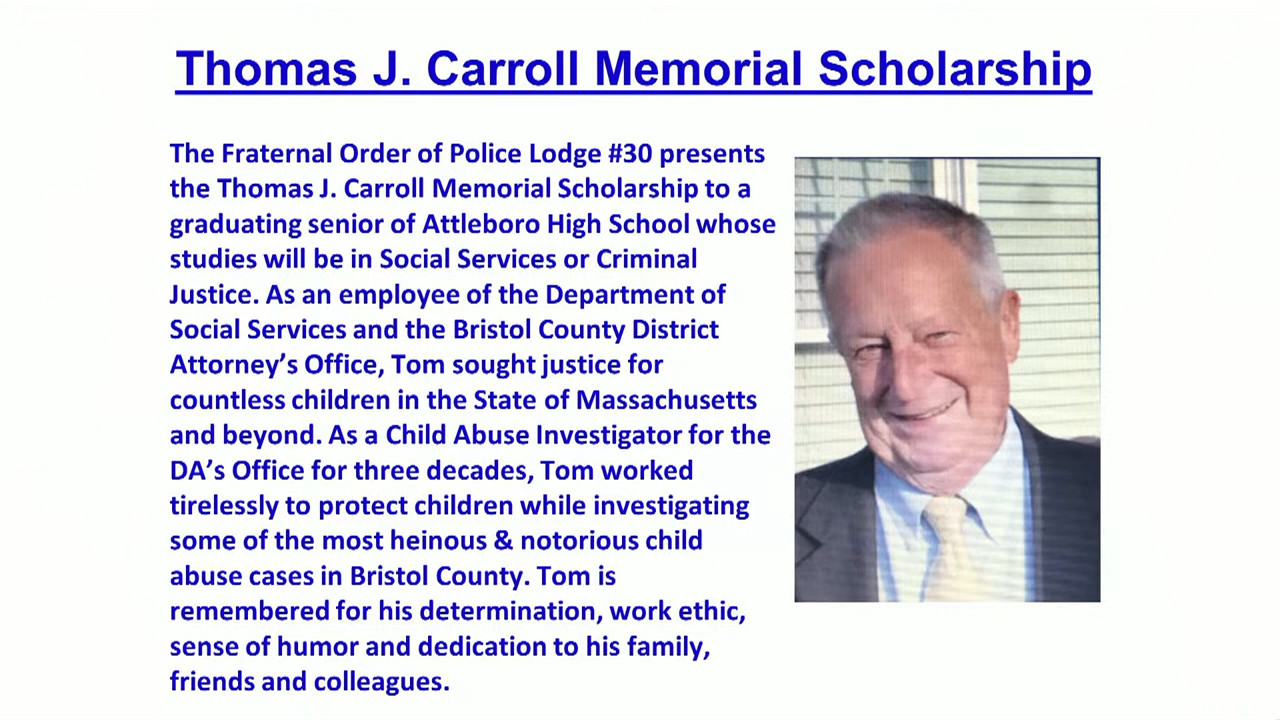 Thomas J. Carroll Memorial Scholarship
The Fraternal Order of Police Lodge #30 presents
the Thomas J. Carroll Memorial Scholarship to a
graduating senior of Attleboro High School whose
studies will be in Social Services or Criminal
Justice. As an employee of the Department of
Social Services and the Bristol County District
Attorney’s Office, Tom sought justice for
countless children in the State of Massachusetts
and beyond. As a Child Abuse Investigator for the
DA’s Office for three decades, Tom worked
tirelessly to protect children while investigating
some of the most heinous & notorious child
abuse cases in Bristol County. Tom is
remembered for his determination, work ethic,
sense of humor and dedication to his family,
friends and colleagues.